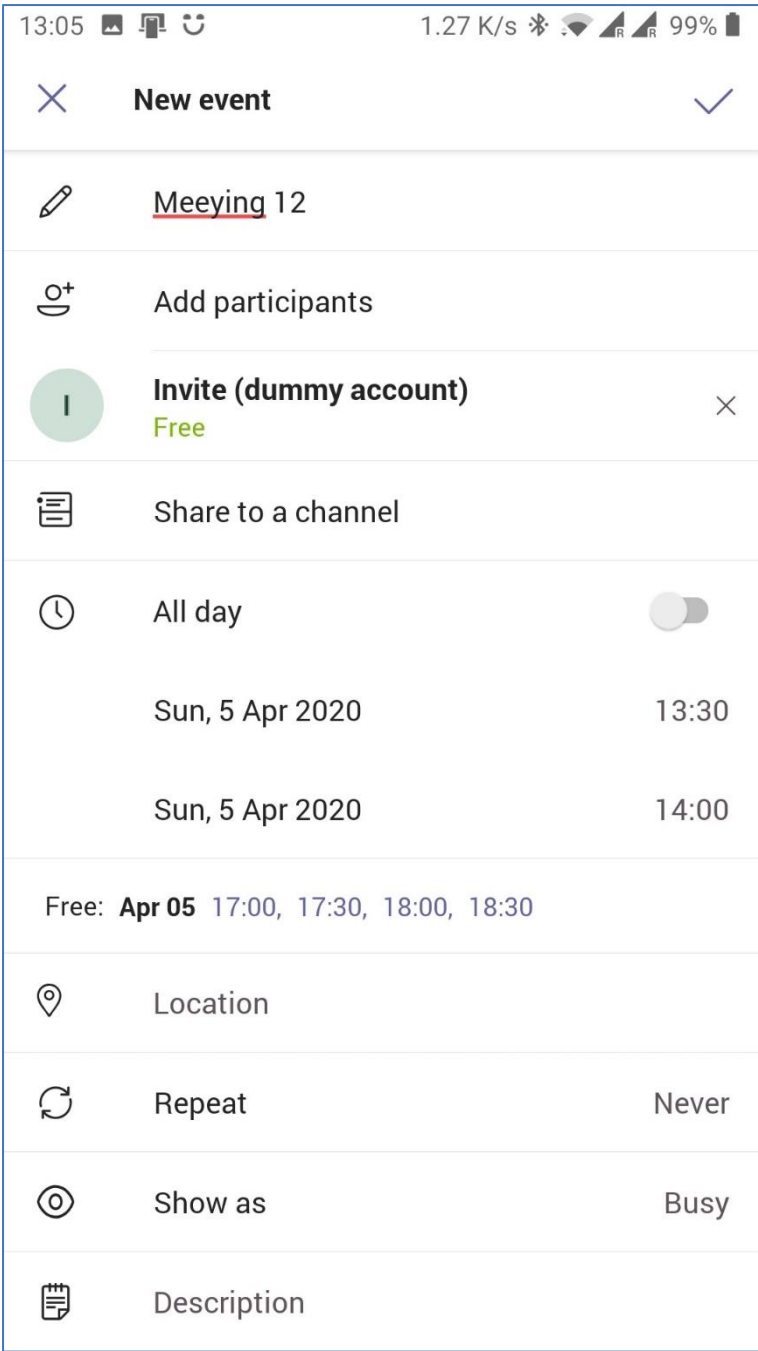 13:05 1.27 K/s R R 99%
New event
Meeying 12
Add participants
I
Invite (dummy account)
Free
Share to a channel
All day
Sun, 5 Apr 2020 13:30
Sun, 5 Apr 2020 14:00
Free: Apr 05 17:00, 17:30, 18:00, 18:30
Location
Repeat Never
Show as Busy
Description